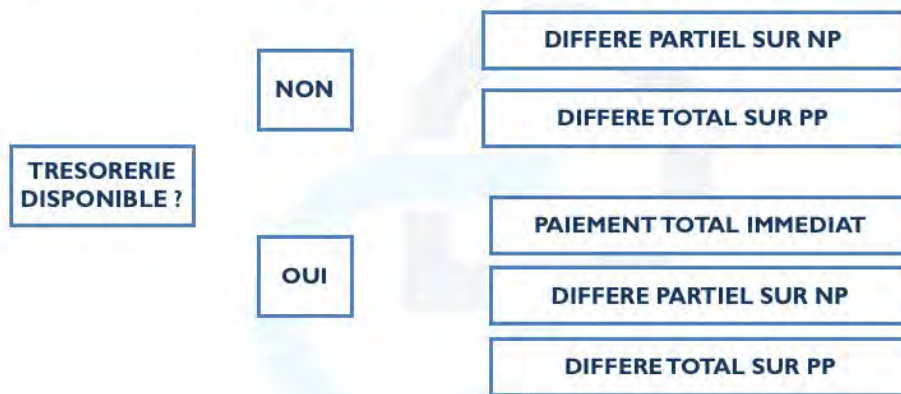 DIFFERE PARTIEL SUR NP
NON
DIFFERE TOTAL SUR PP
TRESORERIE
DISPONIBLE ?
PAIEMENT TOTAL IMMEDIAT
OUI
DIFFERE PARTIEL SUR NP
DIFFERE TOTAL SUR PP